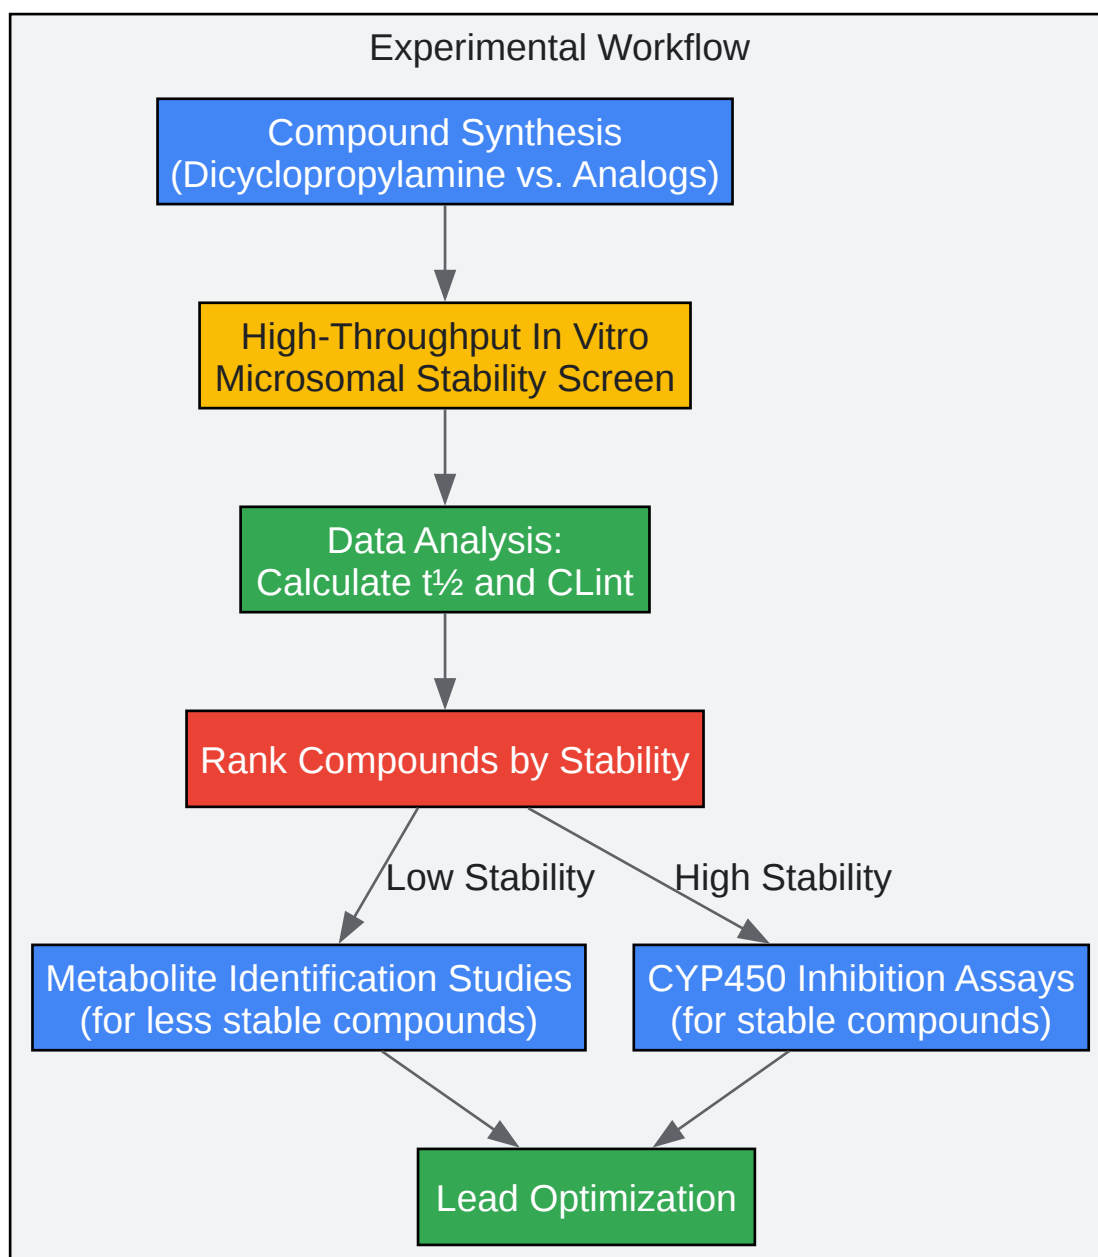 Experimental Workflow
Compound Synthesis
(Dicyclopropylamine vs. Analogs)
High-Throughput In Vitro
Microsomal Stability Screen
Data Analysis:
Calculate t½ and CLint
Rank Compounds by Stability
Low Stability
High Stability
Metabolite Identification Studies
(for less stable compounds)
CYP450 Inhibition Assays
(for stable compounds)
Lead Optimization